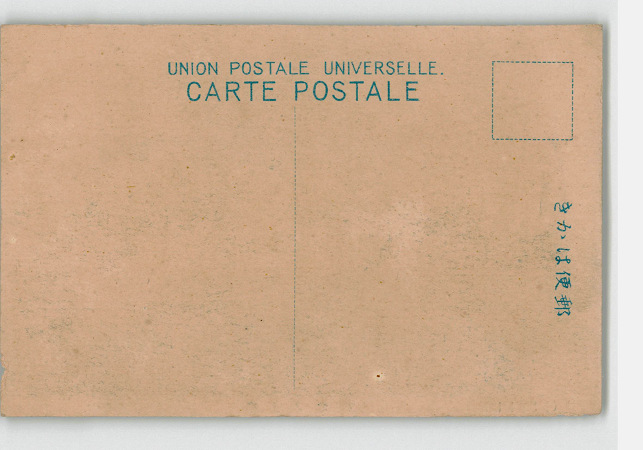 UNION POSTALE UNIVERSELLE.
CARTE POSTALE
郵便はかき